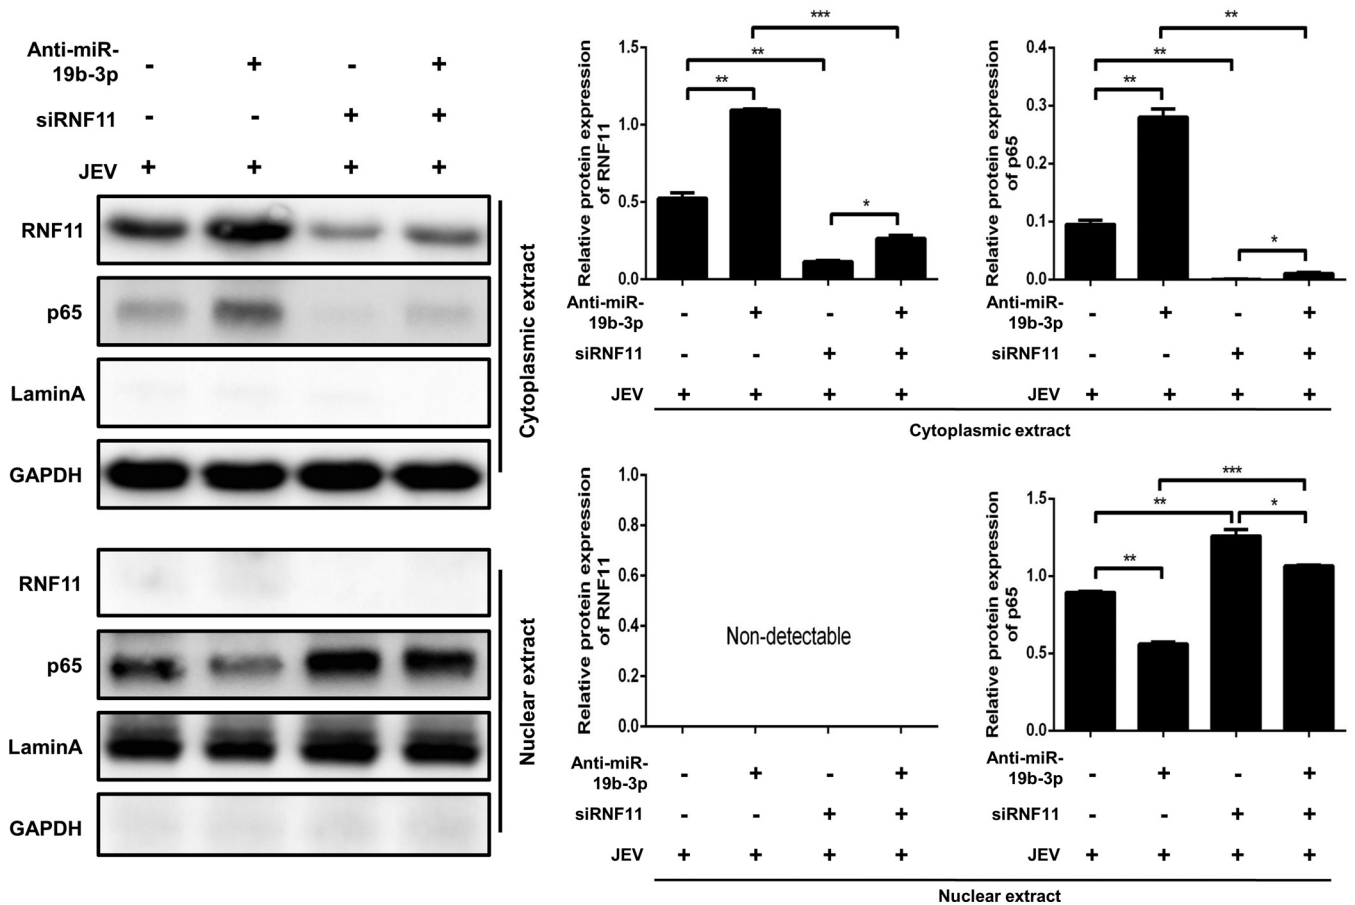 Anti-miR-
19b-3p
- + - +
siRNF11
- - + +
JEV
+ + + +
RNF11
p65
LaminA
GAPDH
Cytoplasmic extract
RNF11
p65
LaminA
GAPDH
Nuclear extract
Relative protein expression
of RNF11
1.5
1.0
0.5
0.0
***
**
**
*
Anti-miR-
19b-3p
- + - +
siRNF11
- - + +
JEV
+ + + +
Relative protein expression
of p65
0.4
0.3
0.2
0.1
0.0
**
**
**
*
Anti-miR-
19b-3p
- + - +
siRNF11
- - + +
JEV
+ + + +
Cytoplasmic extract
Relative protein expression
of RNF11
1.0
0.8
0.6
0.4
0.2
0.0
Non-detectable
Anti-miR-
19b-3p
- + - +
siRNF11
- - + +
JEV
+ + + +
Relative protein expression
of p65
1.5
1.0
0.5
0.0
***
**
*
**
Anti-miR-
19b-3p
- + - +
siRNF11
- - + +
JEV
+ + + +
Nuclear extract